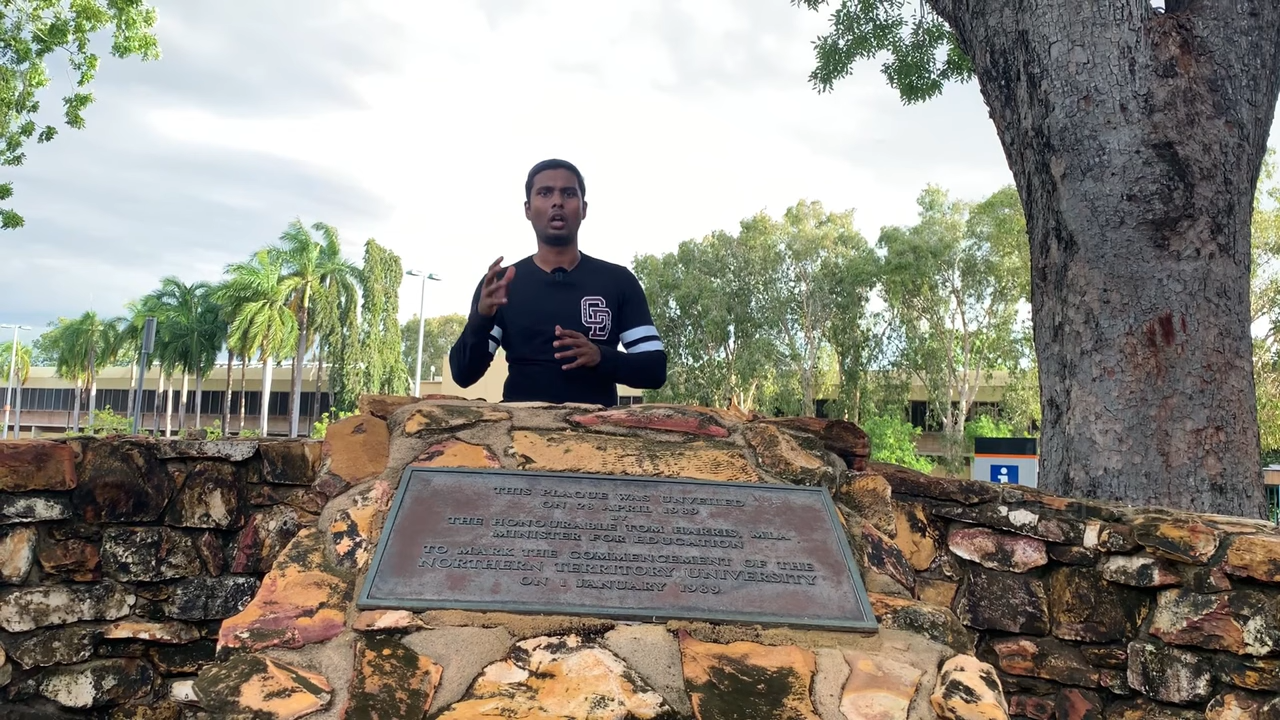 GD
THIS PLAQUE WAS UNVEILED
ON 28 APRIL 1989
BY
THE HONOURABLE TOM HARRIS, MLA.
MINISTER FOR EDUCATION
TO MARK THE COMMENCEMENT OF THE
NORTHERN TERRITORY UNIVERSITY
ON 1 JANUARY 1989
i